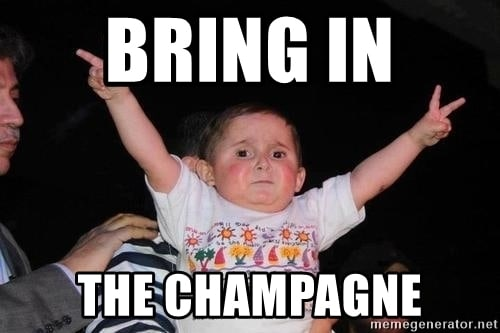 BRING IN
THE CHAMPAGNE
memegenerator.net